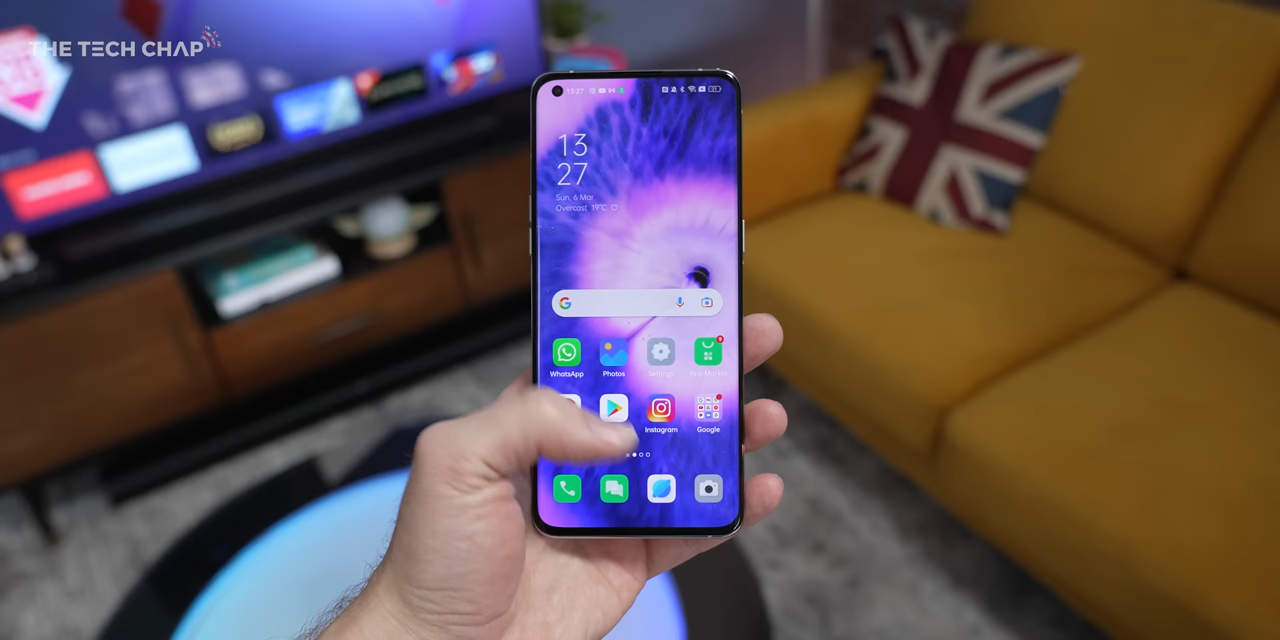 THE TECH CHAP
13:27
13
27
Sun, 6 Mar
Overcast 19°C
WhatsApp
Photos
Settings
App Market
9
Instagram
Google